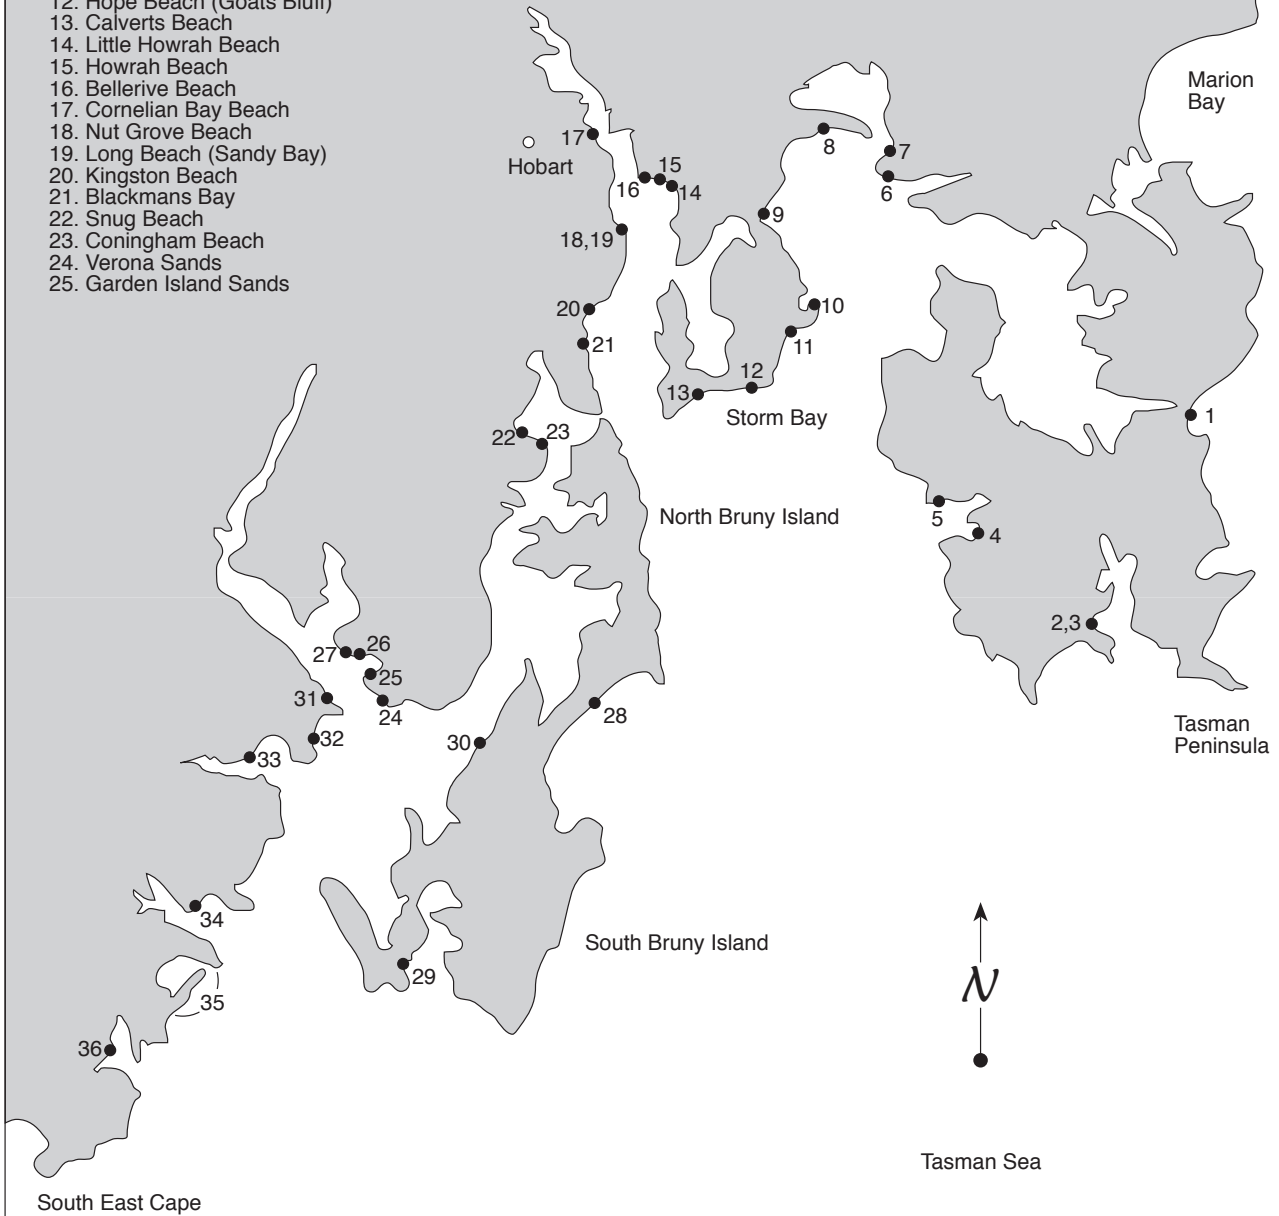 12. Hope Beach (Goats Bluff)
13. Calverts Beach
14. Little Howrah Beach
15. Howrah Beach
16. Bellerive Beach
17. Cornelian Bay Beach
18. Nut Grove Beach
19. Long Beach (Sandy Bay)
20. Kingston Beach
21. Blackmans Bay
22. Snug Beach
23. Coningham Beach
24. Verona Sands
25. Garden Island Sands
Marion
Bay
17
Hobart
8
7
15
16
14
6
9
18,19
10
20
11
21
12
13
Storm Bay
1
22
23
North Bruny Island
5
4
2,3
26
27
25
31
24
28
Tasman
Peninsula
32
30
33
34
South Bruny Island
29
N
35
36
Tasman Sea
South East Cape